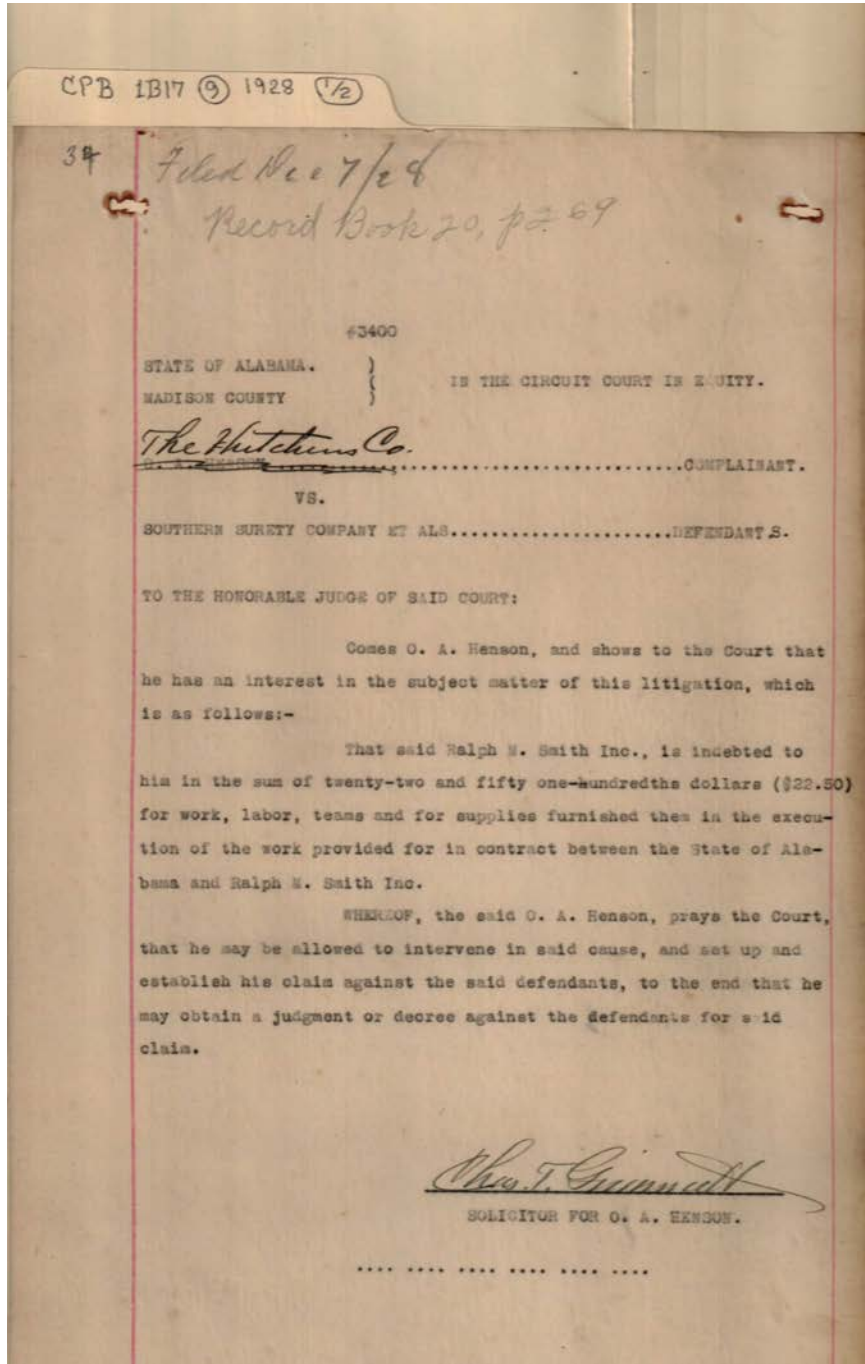 CPB 1B17 (9) 1928 (1/2)
Filed Dec 7/28
Record Book 20, p 269
#3400
STATE OF ALABAMA. )
( IN THE CIRCUIT COURT IN E UITY.
MADISON COUNTY )
The Hutchens Co. ................................COMPLAINANT.
VS.
SOUTHERN SURETY COMPANY ET ALS.......................DEFENDANT.S.
TO THE HONORABLE JUDGE OF SAID COURT:
Comes O. A. Henson, and shows to the Court that
he has an interest in the subject matter of this litigation, which
is as follows:-
That said Ralph M. Smith Inc., is indebted to
him in the sum of twenty-two and fifty one-hundredths dollars ($22.50)
for work, labor, teams and for supplies furnished them in the execu-
tion of the work provided for in contract between the State of Ala-
bama and Ralph M. Smith Inc.
WHEREOF, the said O. A. Henson, prays the Court,
that he may be allowed to intervene in said cause, and set up and
establish his claim against the said defendants, to the end that he
may obtain a judgment or decree against the defendants for s id
claim.
Chas. T. Grimmett
SOLICITOR FOR O. A. HENSON.
.... .... .... .... .... ....